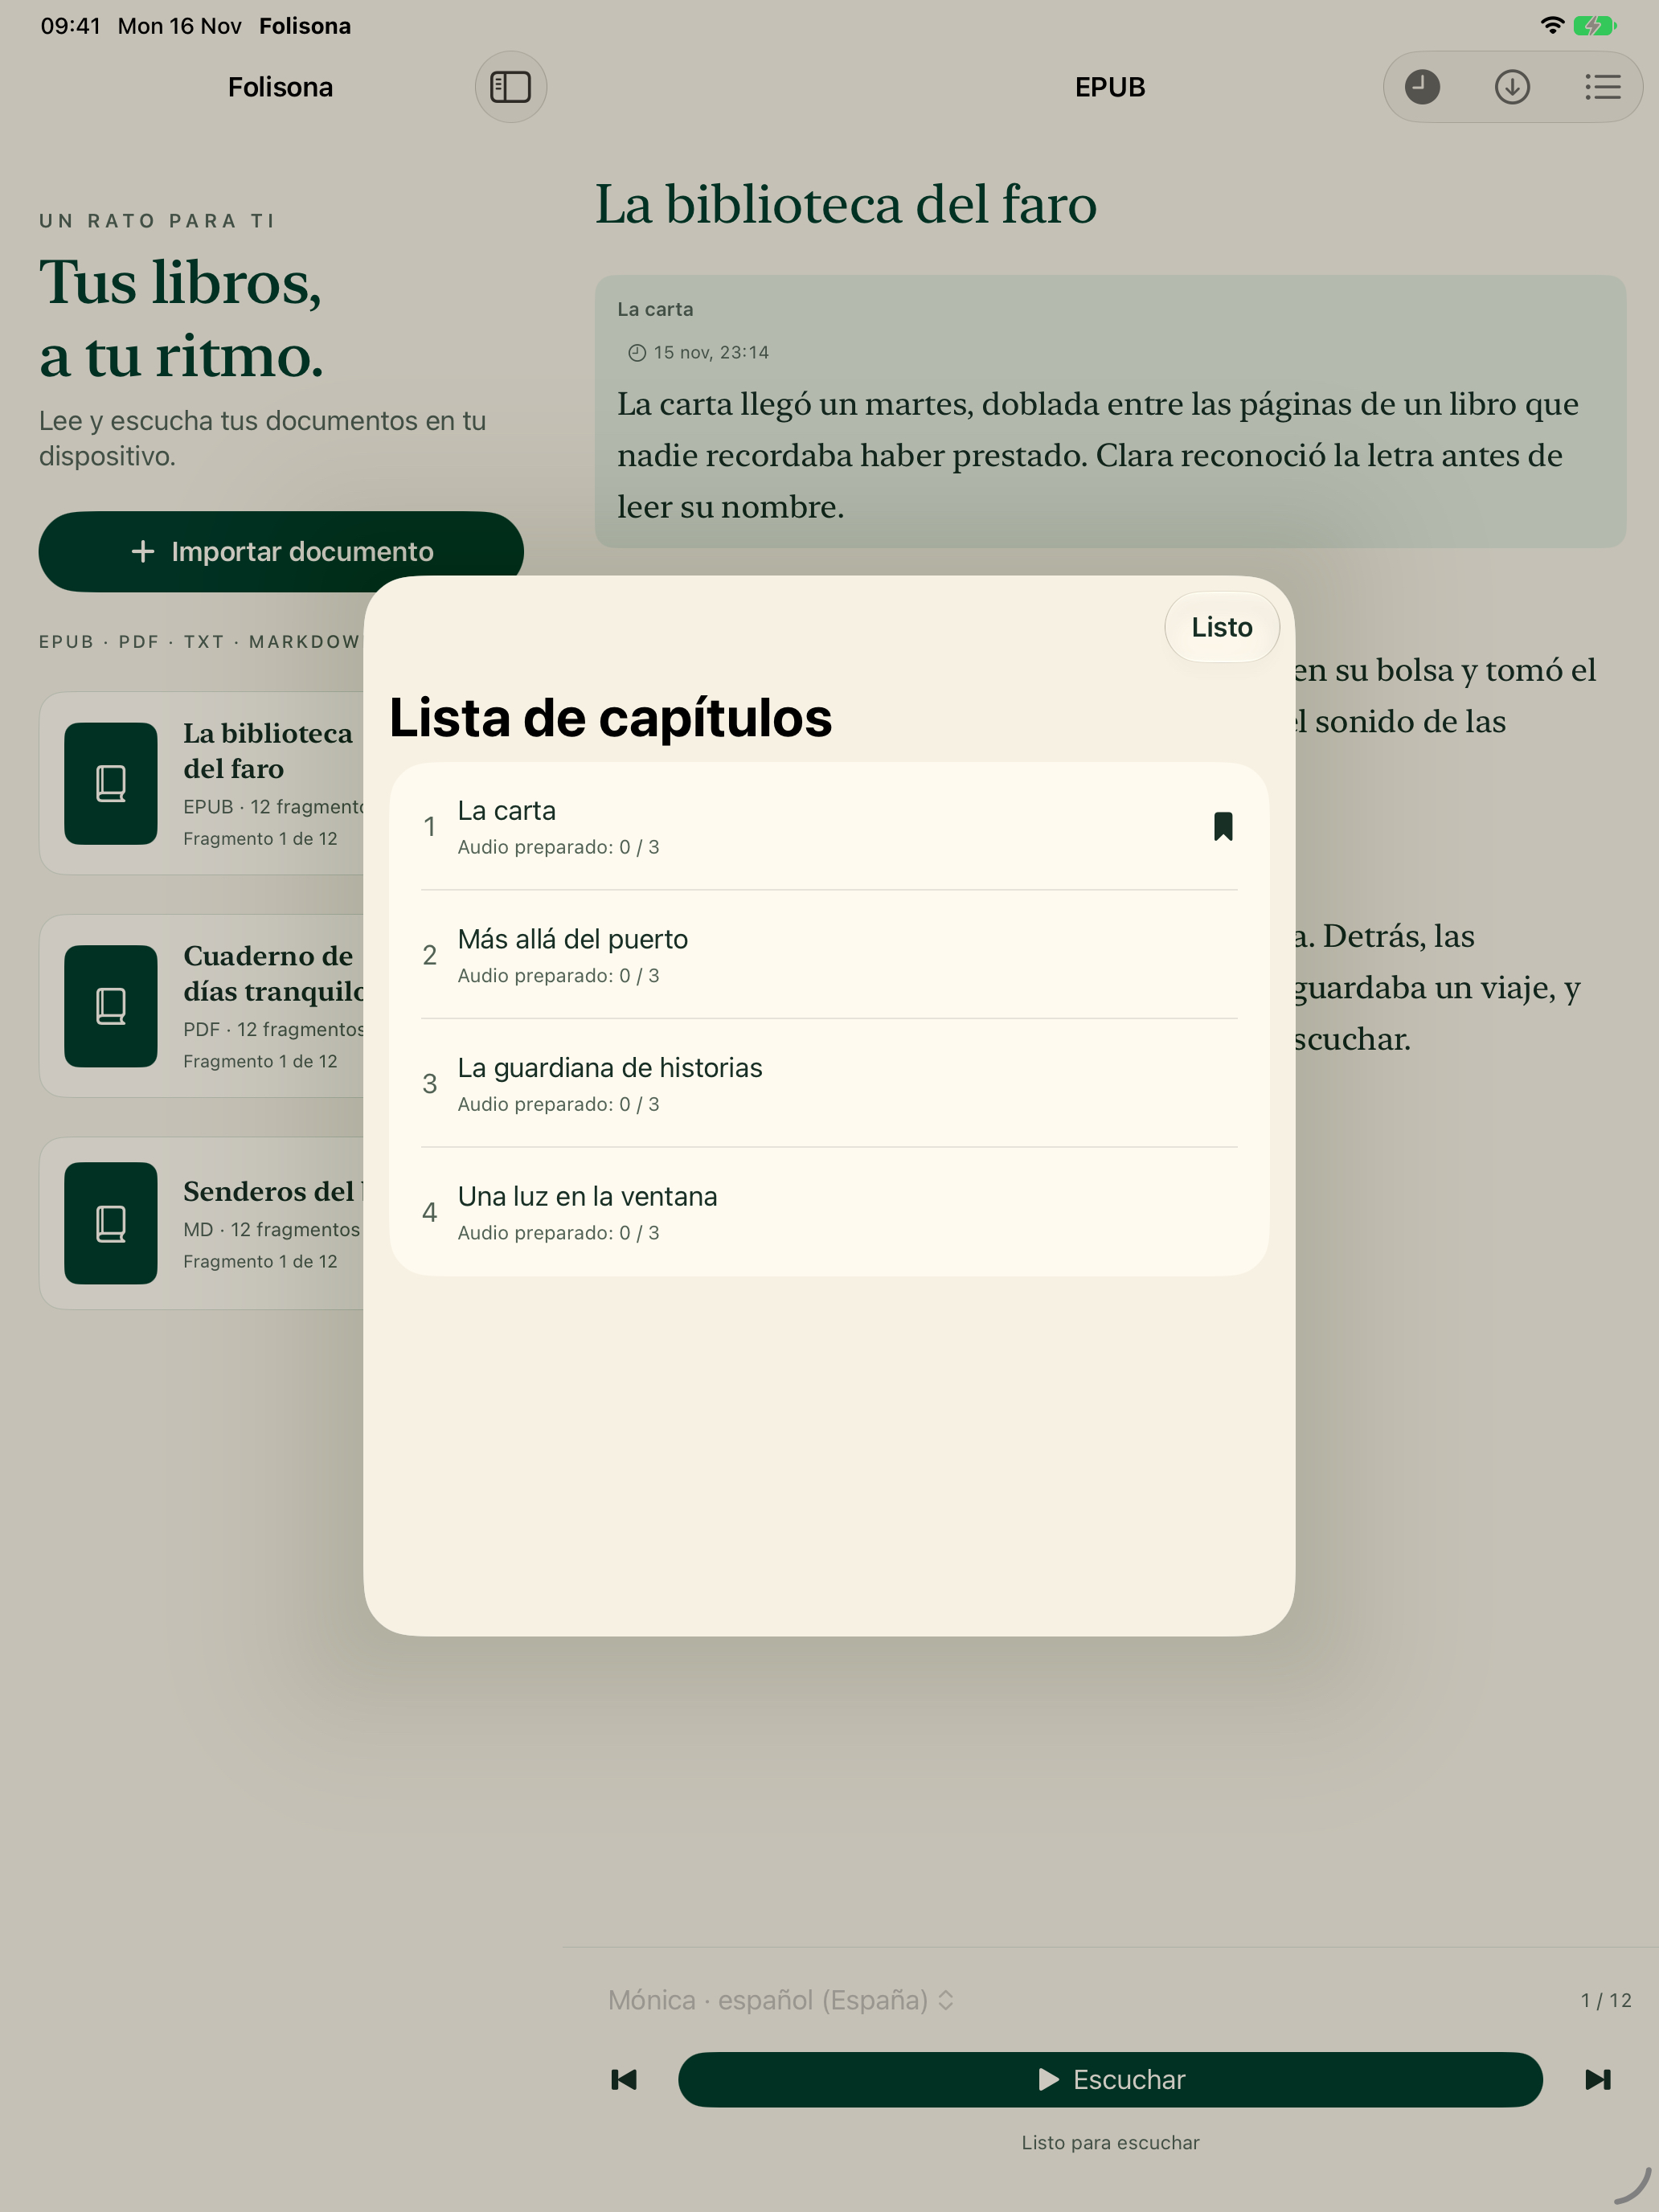 09:41 Mon 16 Nov Folisona
Folisona
EPUB
UN RATO PARA TI
Tus libros,
a tu ritmo.
Lee y escucha tus documentos en tu
dispositivo.
Importar documento
EPUB · PDF · TXT · MARKDOW
La biblioteca
del faro
EPUB · 12 fragmento
Fragmento 1 de 12
Cuaderno de
días tranquilo
PDF · 12 fragmentos
Fragmento 1 de 12
Senderos del
MD · 12 fragmentos
Fragmento 1 de 12
La biblioteca del faro
La carta
15 nov, 23:14
La carta llegó un martes, doblada entre las páginas de un libro que
nadie recordaba haber prestado. Clara reconoció la letra antes de
leer su nombre.
en su bolsa y tomó el
el sonido de las
a. Detrás, las
guardaba un viaje, y
scuchar.
Listo
Lista de capítulos
1 La carta
Audio preparado: 0 / 3
2 Más allá del puerto
Audio preparado: 0 / 3
3 La guardiana de historias
Audio preparado: 0 / 3
4 Una luz en la ventana
Audio preparado: 0 / 3
Mónica · español (España)
1 / 12
Escuchar
Listo para escuchar